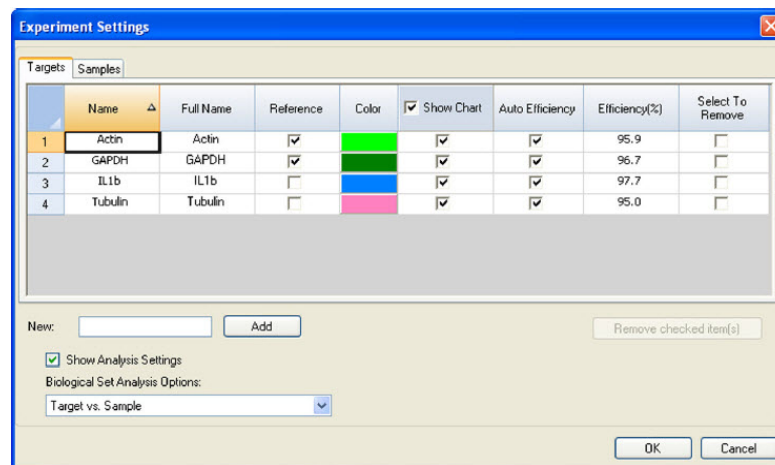 Experiment Settings
Targets Samples
Name Full Name Reference Color Show Chart Auto Efficiency Efficiency(%) Select To Remove
1 Actin Actin 95.9
2 GAPDH GAPDH 96.7
3 IL1b IL1b 97.7
4 Tubulin Tubulin 95.0
New: Add Remove checked item(s)
Show Analysis Settings
Biological Set Analysis Options:
Target vs. Sample
OK Cancel